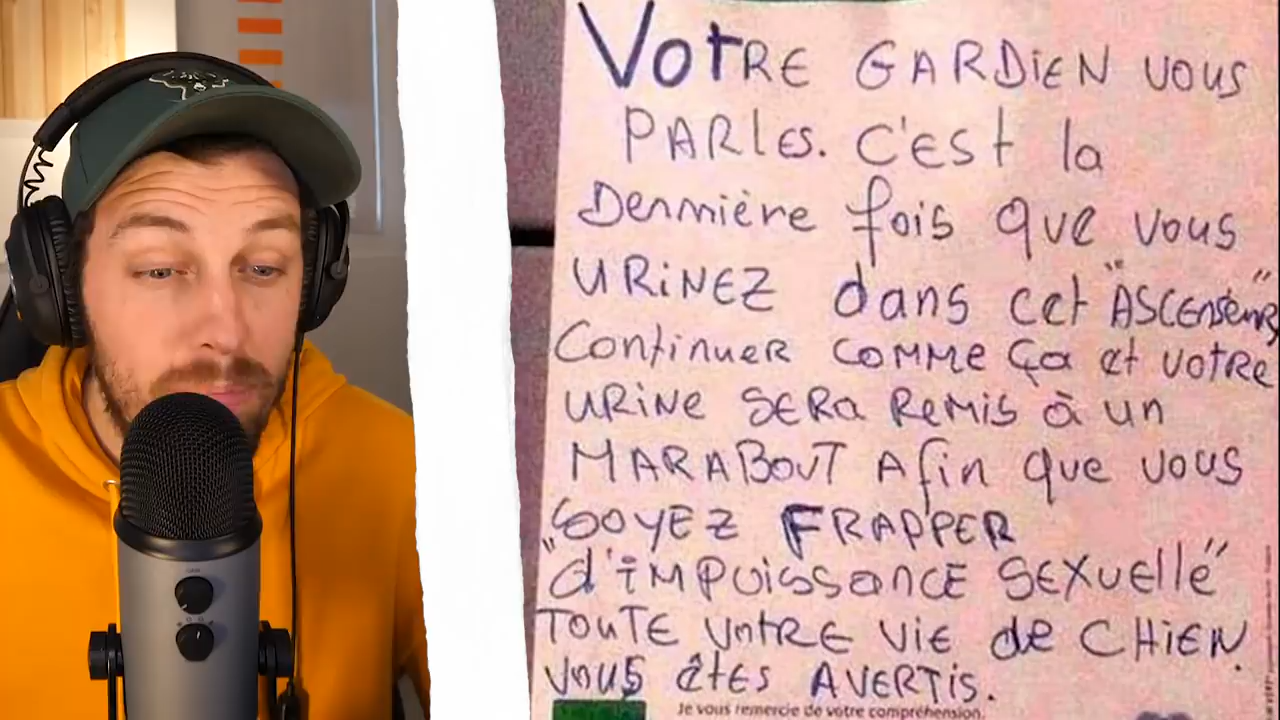 VotRE GARDiEN vous
PARles. C'Est la
Dernière fois que vous
URiNEZ dans cet "ASCenseur"
Continuer COMME ça et votre
URiNE SERa Remis à un
MARABOUT Afin que vous
SOYEZ FRAPPER
"d'iMPuissance SEXuellé"
TOUTE votRE ViE de CHiEN.
vous êtes AVERTiS.
Je vous remercie de votre compréhension.